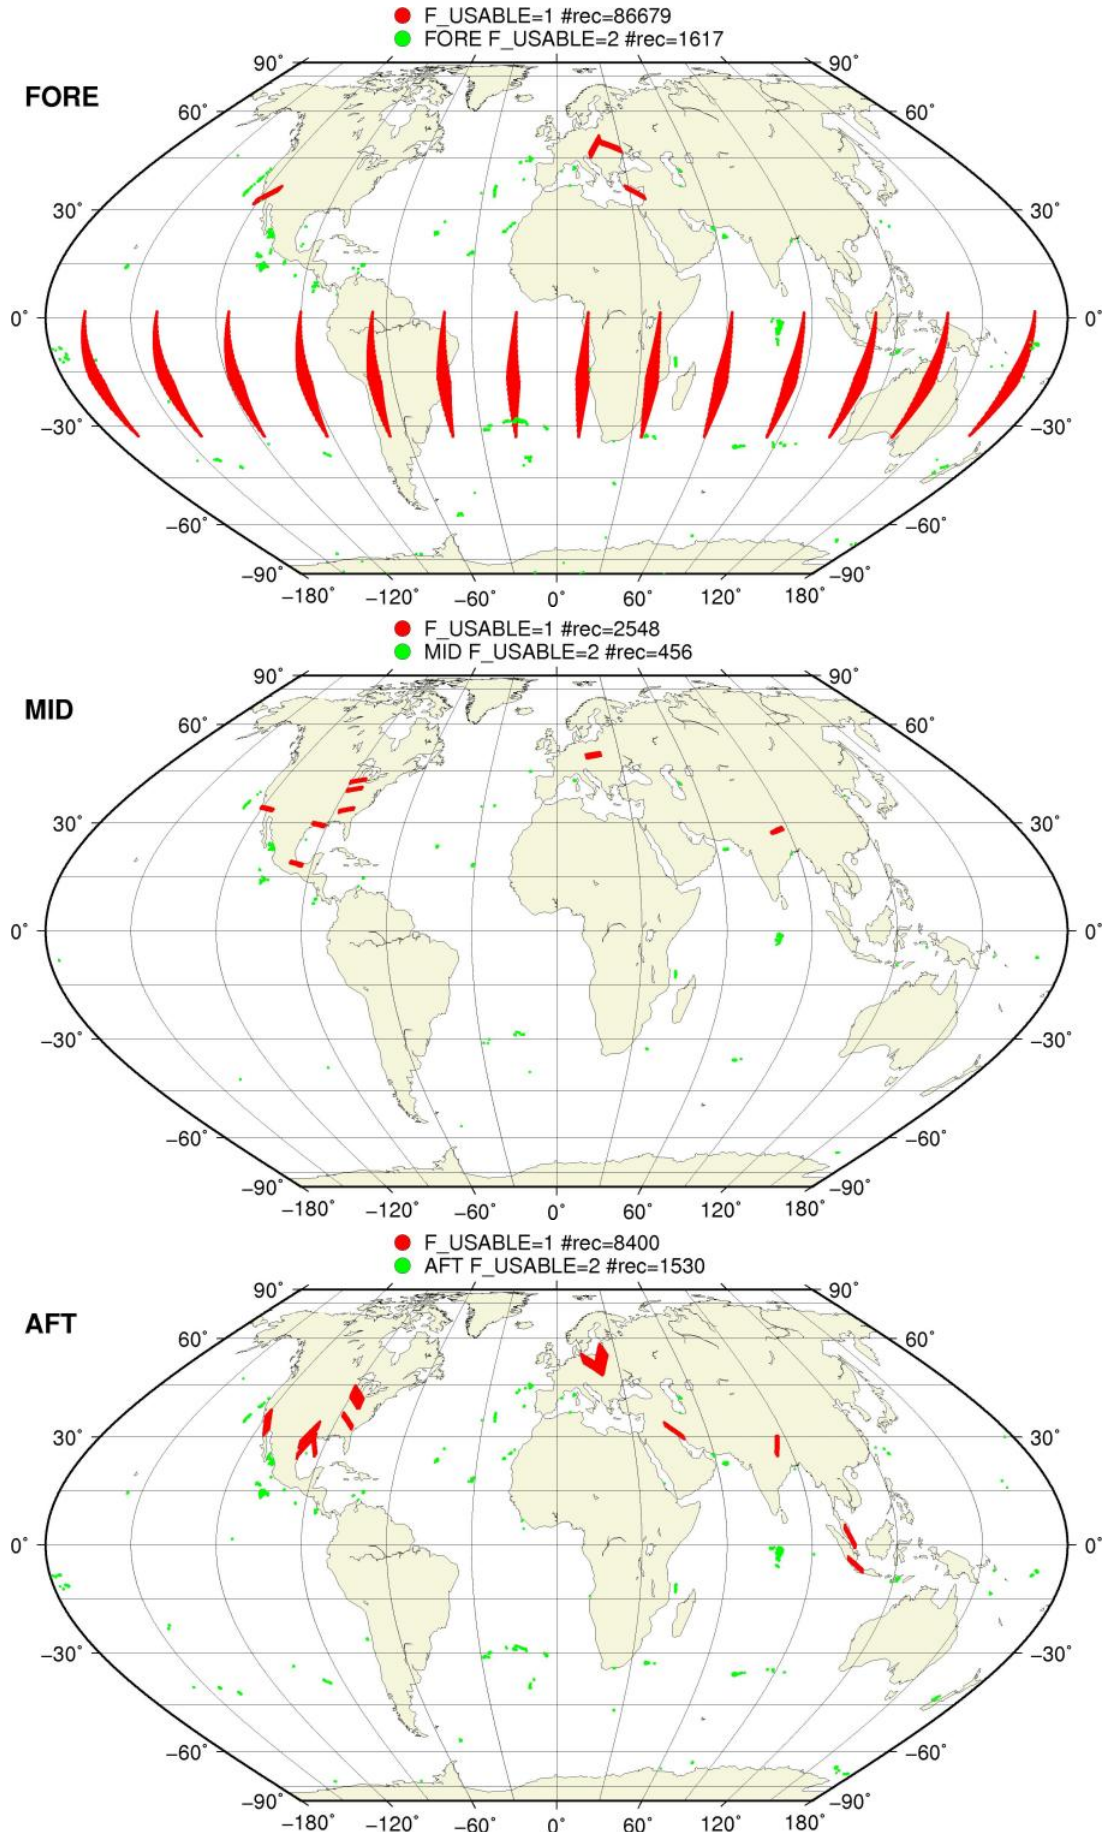 F_USABLE=1 #rec=86679
FORE F_USABLE=2 #rec=1617
FORE
90° 90°
60° 60°
30° 30°
0° 0°
−30° −30°
−60° −60°
−90° −90°
−180° −120° −60° 0° 60° 120° 180°
F_USABLE=1 #rec=2548
MID F_USABLE=2 #rec=456
MID
90° 90°
60° 60°
30° 30°
0° 0°
−30° −30°
−60° −60°
−90° −90°
−180° −120° −60° 0° 60° 120° 180°
F_USABLE=1 #rec=8400
AFT F_USABLE=2 #rec=1530
AFT
90° 90°
60° 60°
30° 30°
0° 0°
−30° −30°
−60° −60°
−90° −90°
−180° −120° −60° 0° 60° 120° 180°